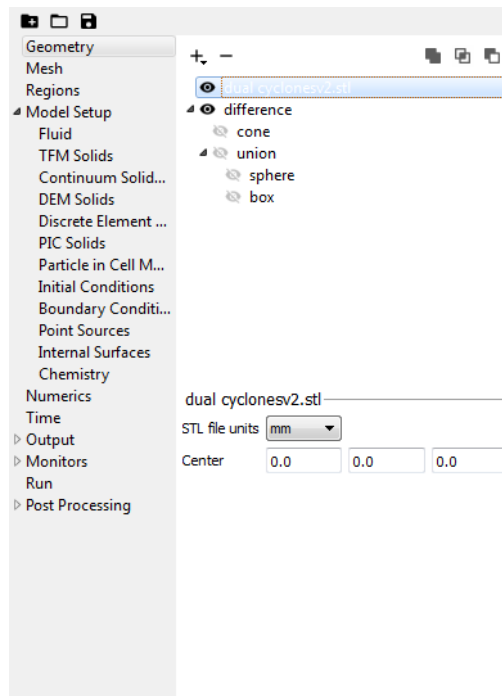 Geometry
Mesh
Regions
Model Setup
Fluid
TFM Solids
Continuum Solid...
DEM Solids
Discrete Element ...
PIC Solids
Particle in Cell M...
Initial Conditions
Boundary Conditi...
Point Sources
Internal Surfaces
Chemistry
Numerics
Time
Output
Monitors
Run
Post Processing
dual cyclonesv2.stl
difference
cone
union
sphere
box
dual cyclonesv2.stl
STL file units mm
Center 0.0 0.0 0.0